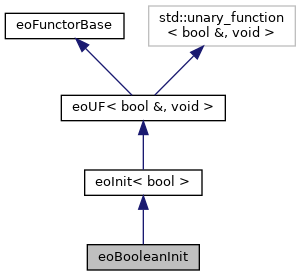 eoFunctorBase
std::unary_function
< bool &, void >
eoUF< bool &, void >
eoInit< bool >
eoBooleanInit